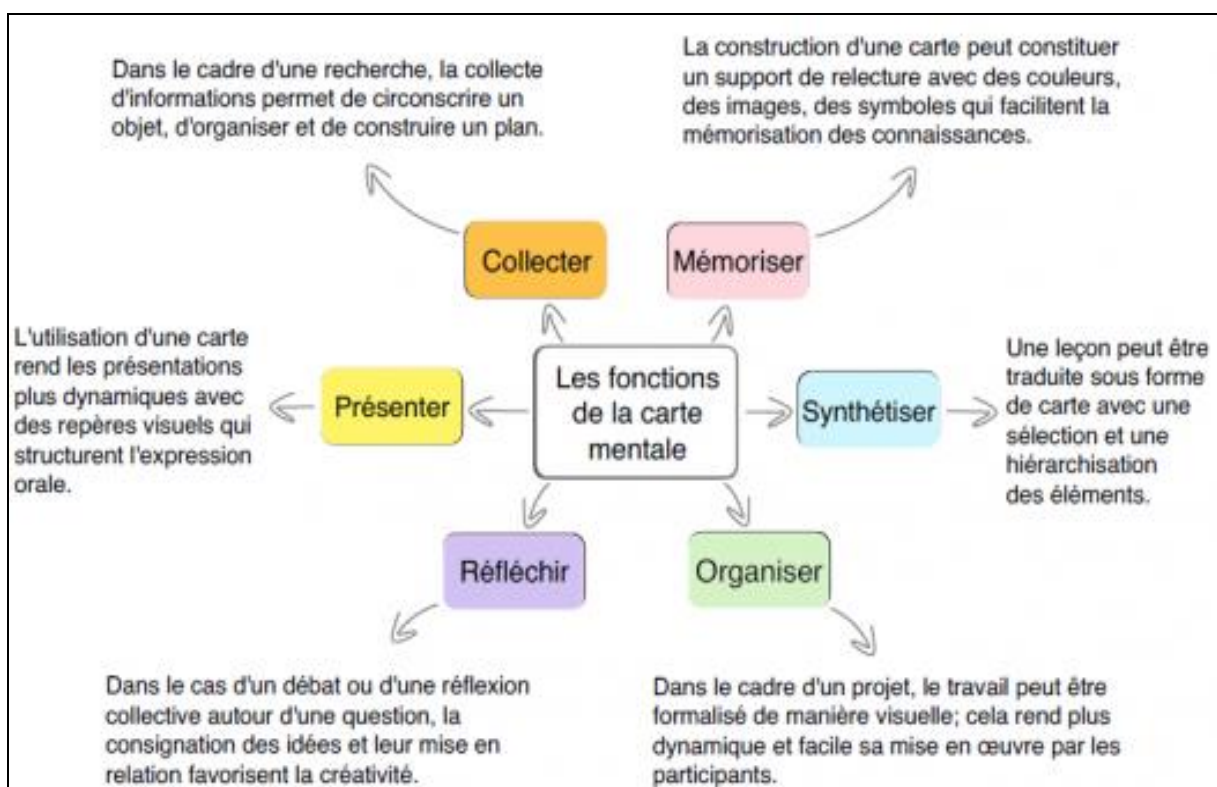 Dans le cadre d'une recherche, la collecte
d'informations permet de circonscrire un
objet, d'organiser et de construire un plan.
La construction d'une carte peut constituer
un support de relecture avec des couleurs,
des images, des symboles qui facilitent la
mémorisation des connaissances.
Collecter
Mémoriser
L'utilisation d'une carte
rend les présentations
plus dynamiques avec
des repères visuels qui
structurent l'expression
orale.
Présenter
Les fonctions
de la carte
mentale
Synthétiser
Une leçon peut être
traduite sous forme
de carte avec une
sélection et une
hiérarchisation
des éléments.
Réfléchir
Organiser
Dans le cas d'un débat ou d'une réflexion
collective autour d'une question, la
consignation des idées et leur mise en
relation favorisent la créativité.
Dans le cadre d'un projet, le travail peut être
formalisé de manière visuelle; cela rend plus
dynamique et facile sa mise en œuvre par les
participants.